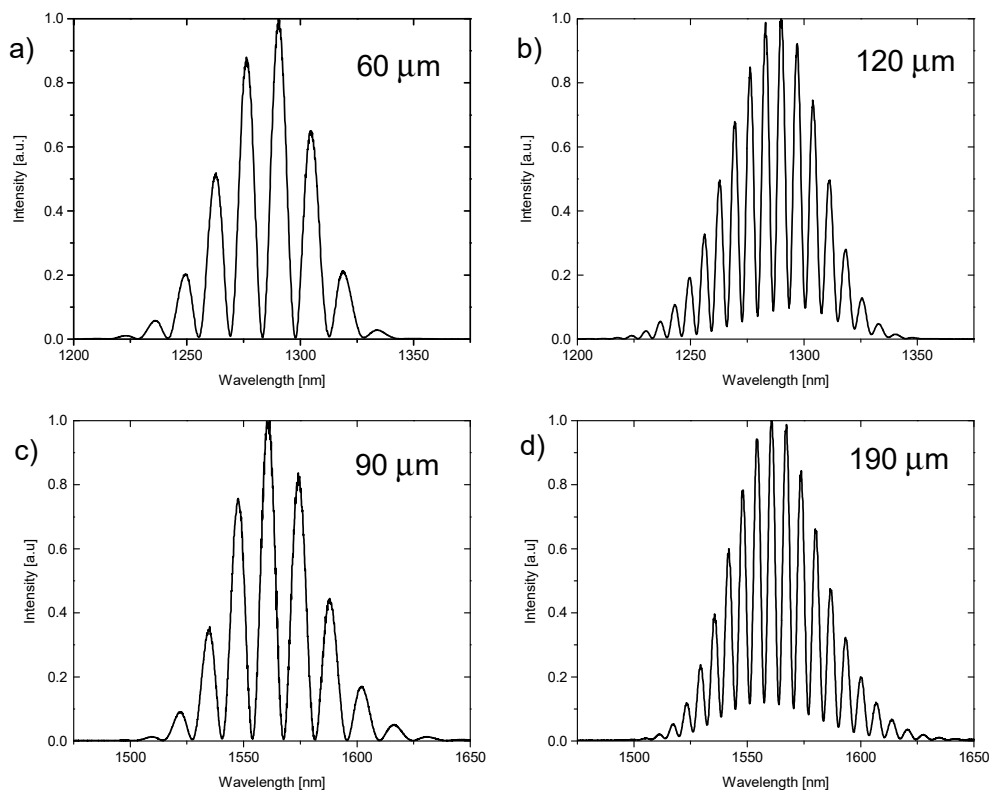 a)
60 μm
1.0
0.8
0.6
0.4
0.2
0.0
Intensity [a.u.]
1200 1250 1300 1350
Wavelength [nm]
b)
120 μm
1.0
0.8
0.6
0.4
0.2
0.0
Intensity [a.u.]
1200 1250 1300 1350
Wavelength [nm]
c)
90 μm
1.0
0.8
0.6
0.4
0.2
0.0
Intensity [a.u]
1500 1550 1600 1650
Wavelength [nm]
d)
190 μm
1.0
0.8
0.6
0.4
0.2
0.0
Intensity [a.u]
1500 1550 1600 1650
Wavelength [nm]